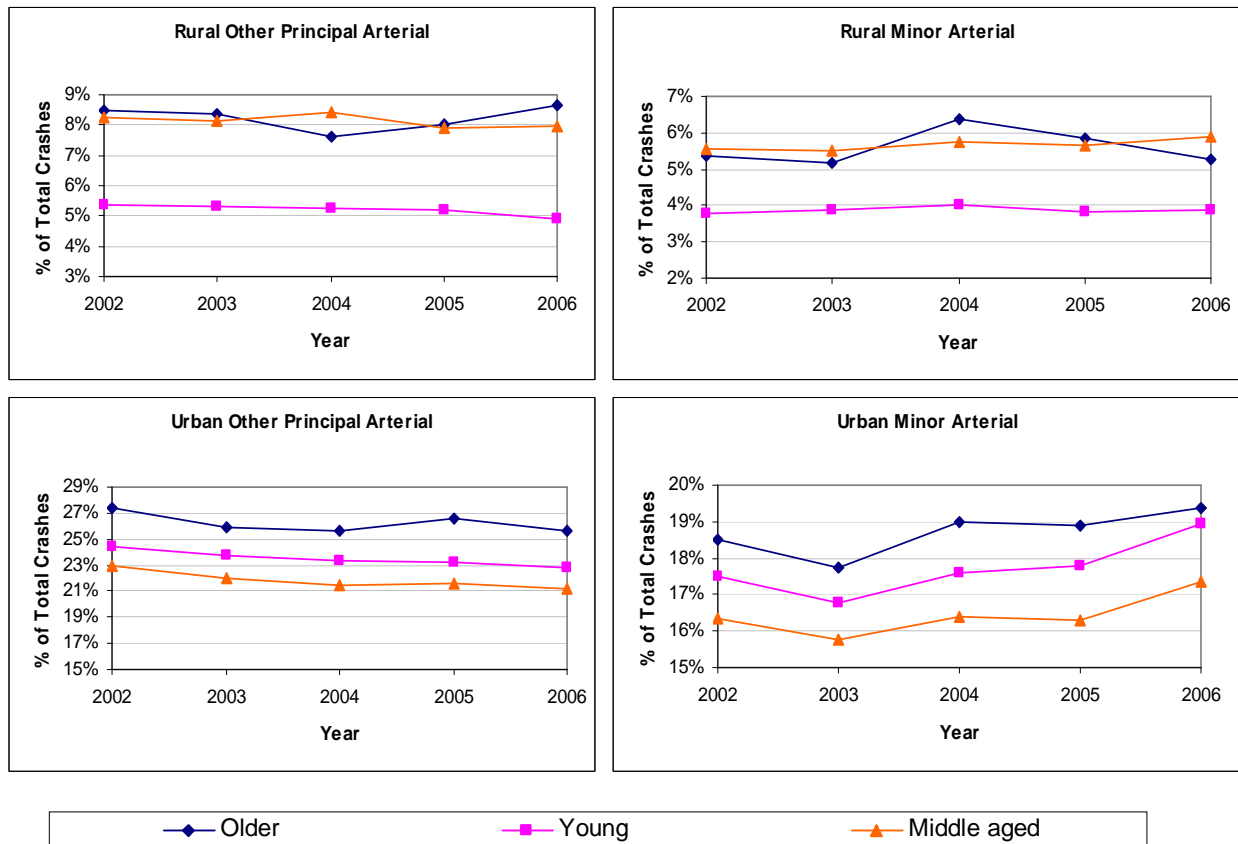 Rural Other Principal Arterial
% of Total Crashes
9%
8%
7%
6%
5%
4%
3%
2002 2003 2004 2005 2006
Year
Rural Minor Arterial
% of Total Crashes
7%
6%
5%
4%
3%
2%
2002 2003 2004 2005 2006
Year
Urban Other Principal Arterial
% of Total Crashes
29%
27%
25%
23%
21%
19%
17%
15%
2002 2003 2004 2005 2006
Year
Urban Minor Arterial
% of Total Crashes
20%
19%
18%
17%
16%
15%
2002 2003 2004 2005 2006
Year
Older Young Middle aged